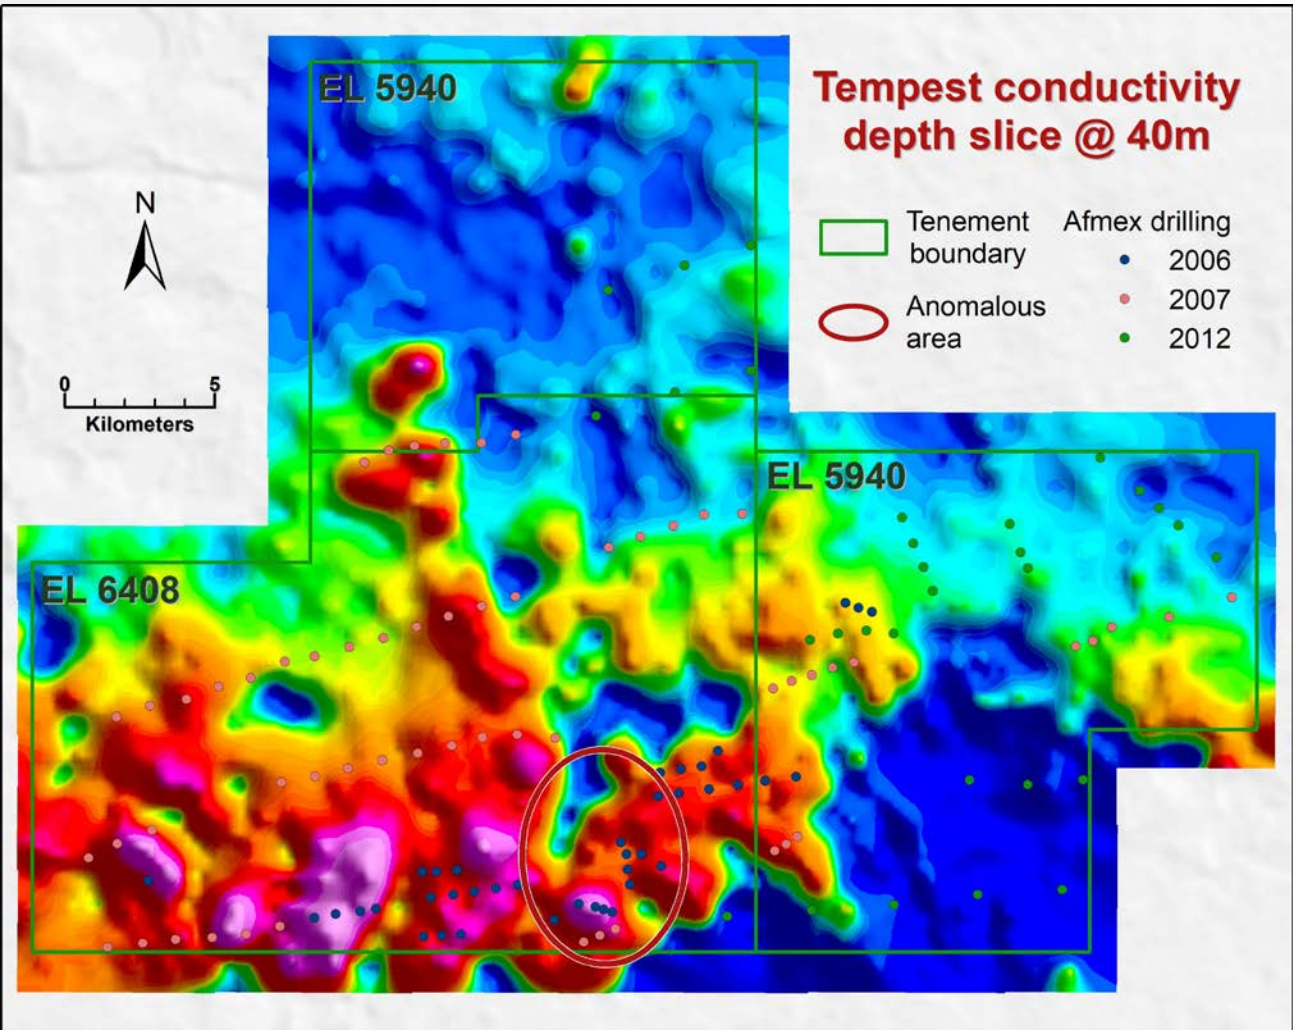 Tempest conductivity
depth slice @ 40m
EL 5940
N
Tenement
boundary
Afmex drilling
2006
Anomalous
area
2007
2012
0 5
Kilometers
EL 5940
EL 6408